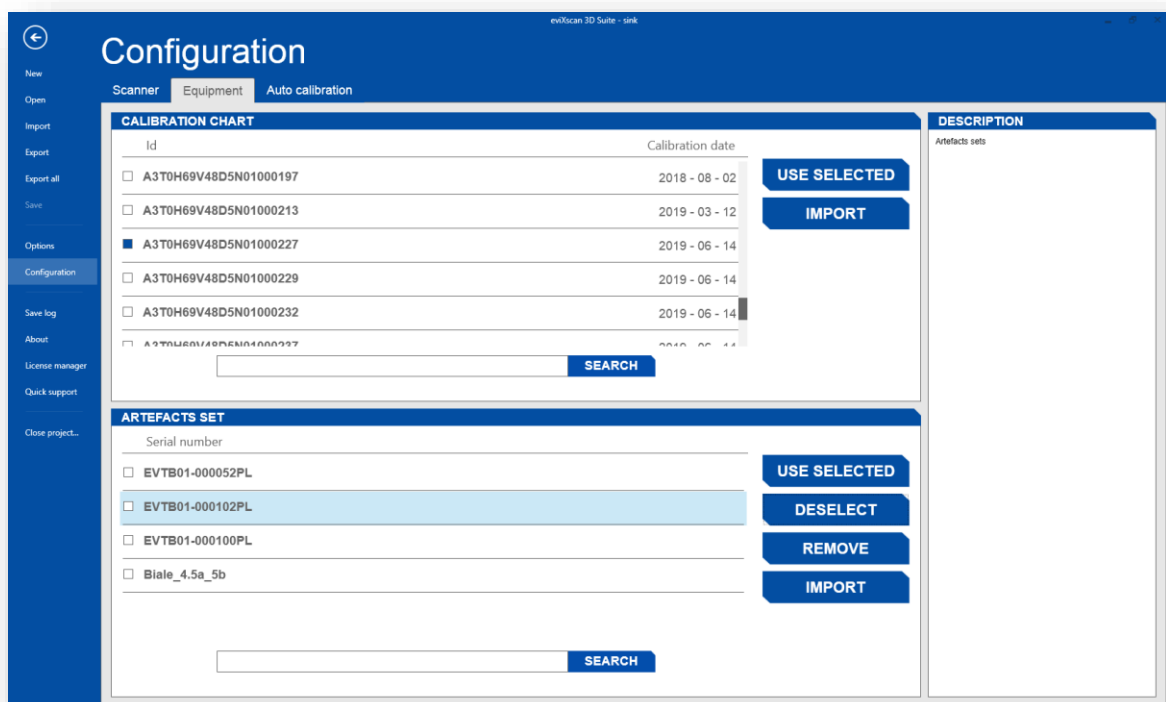 eviXscan 3D Suite - sink
Configuration
New
Open
Import
Export
Export all
Save
Options
Configuration
Save log
About
License manager
Quick support
Close project...
Scanner Equipment Auto calibration
CALIBRATION CHART
Id Calibration date
A3T0H69V48D5N01000197 2018 - 08 - 02
A3T0H69V48D5N01000213 2019 - 03 - 12
A3T0H69V48D5N01000227 2019 - 06 - 14
A3T0H69V48D5N01000229 2019 - 06 - 14
A3T0H69V48D5N01000232 2019 - 06 - 14
A3T0H69V48D5N01000237 2019 - 06 - 14
USE SELECTED
IMPORT
SEARCH
ARTEFACTS SET
Serial number
EVTB01-000052PL
EVTB01-000102PL
EVTB01-000100PL
Biale_4.5a_5b
USE SELECTED
DESELECT
REMOVE
IMPORT
SEARCH
DESCRIPTION
Artefacts sets